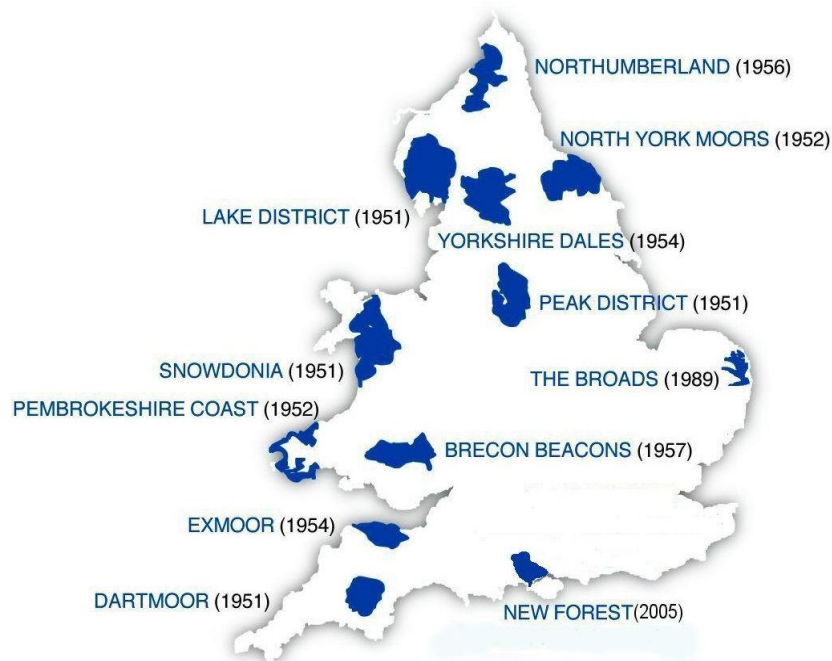 NORTHUMBERLAND (1956)
NORTH YORK MOORS (1952)
LAKE DISTRICT (1951)
YORKSHIRE DALES (1954)
PEAK DISTRICT (1951)
SNOWDONIA (1951)
THE BROADS (1989)
PEMBROKESHIRE COAST (1952)
BRECON BEACONS (1957)
EXMOOR (1954)
DARTMOOR (1951)
NEW FOREST(2005)